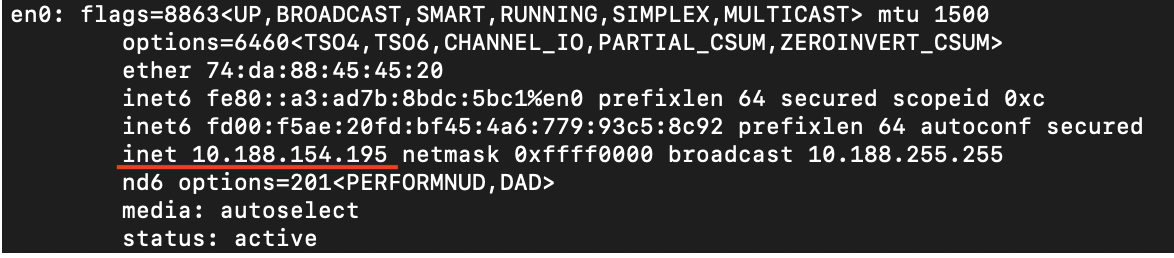 en0: flags=8863<UP,BROADCAST,SMART,RUNNING,SIMPLEX,MULTICAST> mtu 1500
options=6460<TSO4,TSO6,CHANNEL_IO,PARTIAL_CSUM,ZEROINVERT_CSUM>
ether 74:da:88:45:45:20
inet6 fe80::a3:ad7b:8bdc:5bc1%en0 prefixlen 64 secured scopeid 0xc
inet6 fd00:f5ae:20fd:bf45:4a6:779:93c5:8c92 prefixlen 64 autoconf secured
inet 10.188.154.195 netmask 0xffff0000 broadcast 10.188.255.255
nd6 options=201<PERFORMNUD,DAD>
media: autoselect
status: active